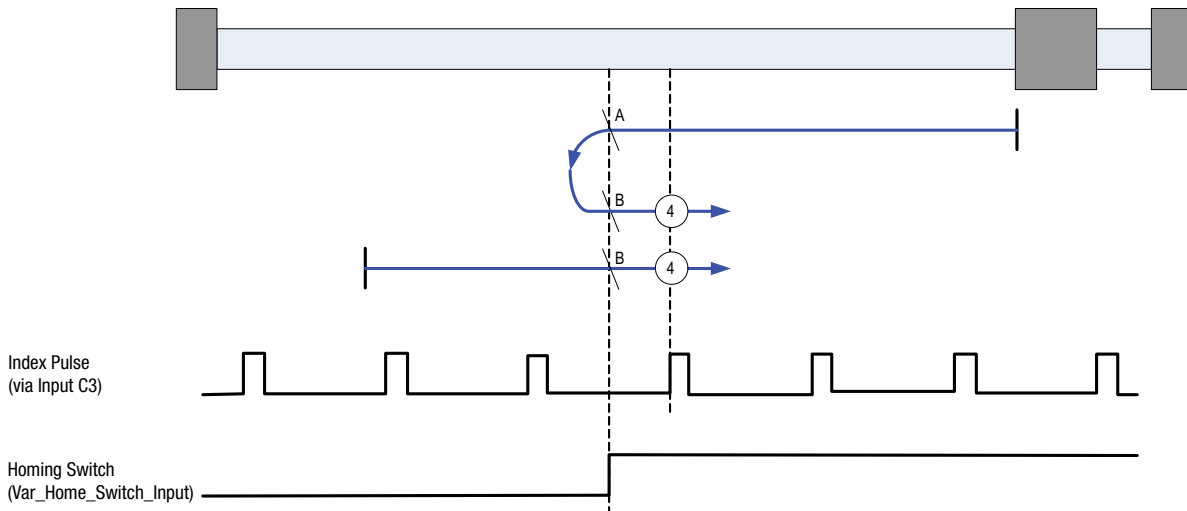 A
B
4
B
4
Index Pulse
(via Input C3)
Homing Switch
(Var_Home_Switch_Input)